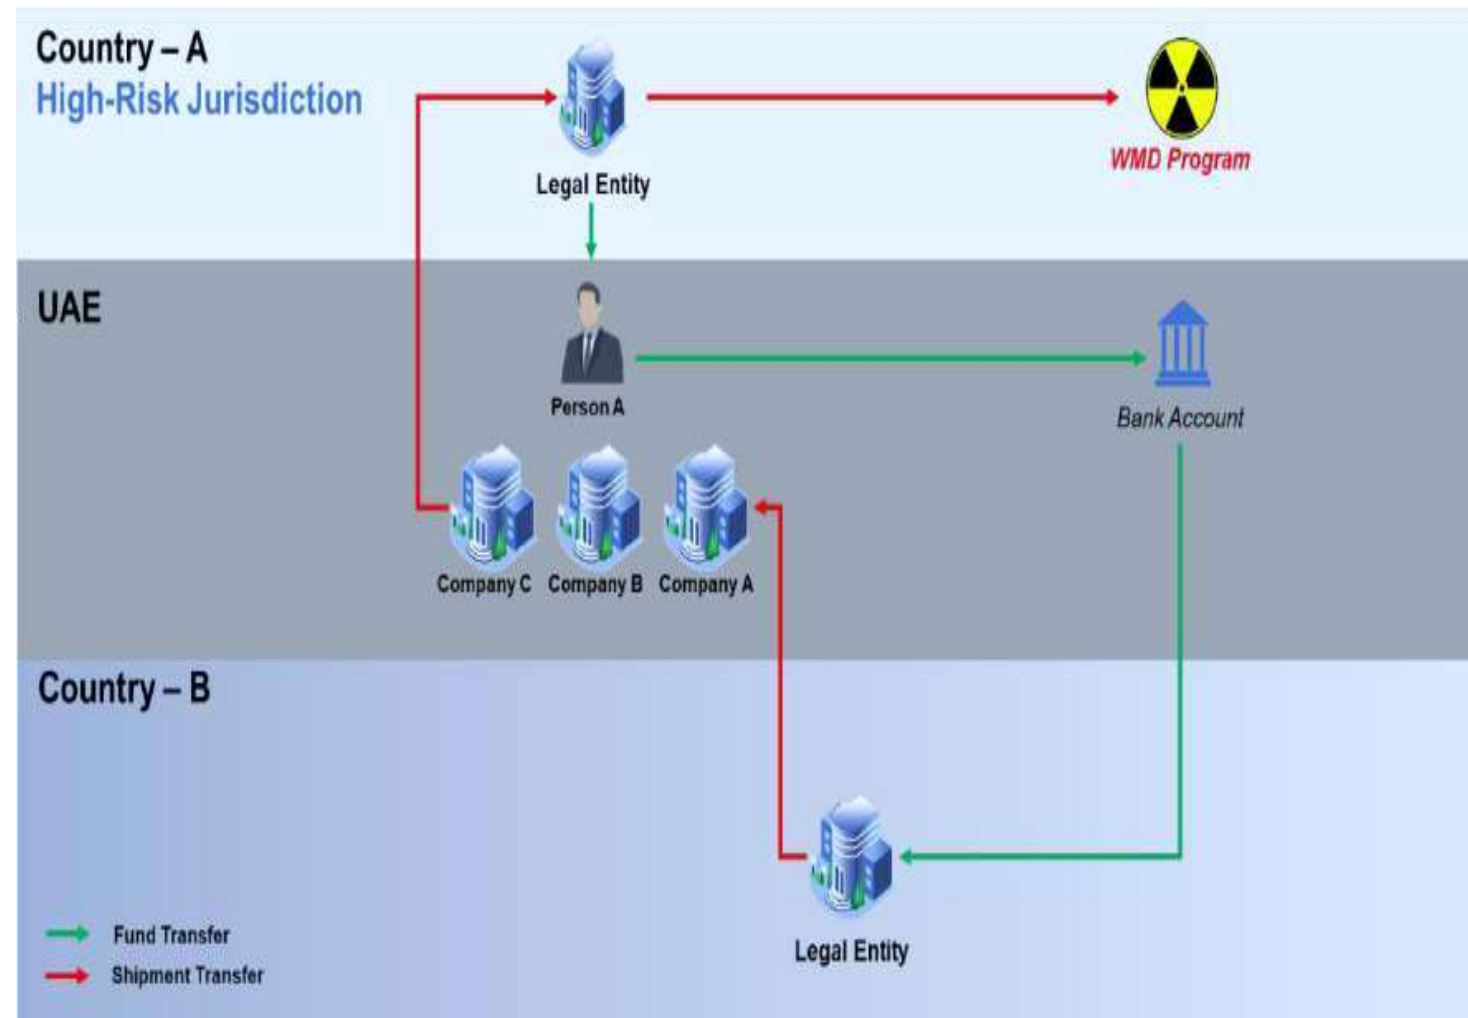 Country – A
High-Risk Jurisdiction
WMD Program
Legal Entity
UAE
Person A
Bank Account
Company C
Company B
Company A
Country – B
Legal Entity
Fund Transfer
Shipment Transfer